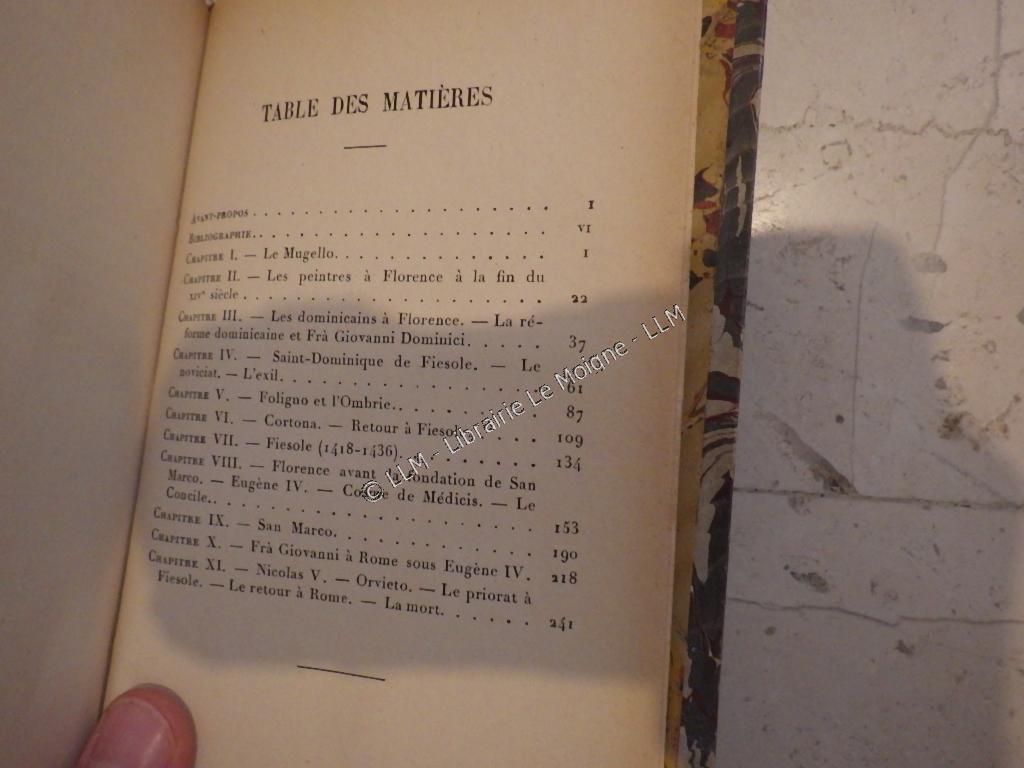 TABLE DES MATIÈRES
AVANT-PROPOS . . . . . . . . . . . . . . . . . . . I
BIBLIOGRAPHIE. . . . . . . . . . . . . . . . . . . VI
CHAPITRE I. — Le Mugello. . . . . . . . . . . . . . 1
CHAPITRE II. — Les peintres à Florence à la fin du
XIVe siècle . . . . . . . . . . . . . . . . . . . 22
CHAPITRE III. — Les dominicains à Florence. — La ré-
forme dominicaine et Frà Giovanni Dominici. . . . . . 37
CHAPITRE IV. — Saint-Dominique de Fiesole. — Le
noviciat. — L'exil. . . . . . . . . . . . . . . . . 61
CHAPITRE V. — Foligno et l'Ombrie. . . . . . . . . . 87
CHAPITRE VI. — Cortona. — Retour à Fiesole . . . . . 109
CHAPITRE VII. — Fiesole (1418-1436). . . . . . . . . 134
CHAPITRE VIII. — Florence avant la fondation de San
Marco. — Eugène IV. — Cosme de Médicis. — Le
Concile. . . . . . . . . . . . . . . . . . . . . . 153
CHAPITRE IX. — San Marco. . . . . . . . . . . . . . 190
CHAPITRE X. — Frà Giovanni à Rome sous Eugène IV. 218
CHAPITRE XI. — Nicolas V. — Orvieto. — Le priorat à
Fiesole. — Le retour à Rome. — La mort. . . . . . . 241
© LLM - Librairie Le Moigne - LLM